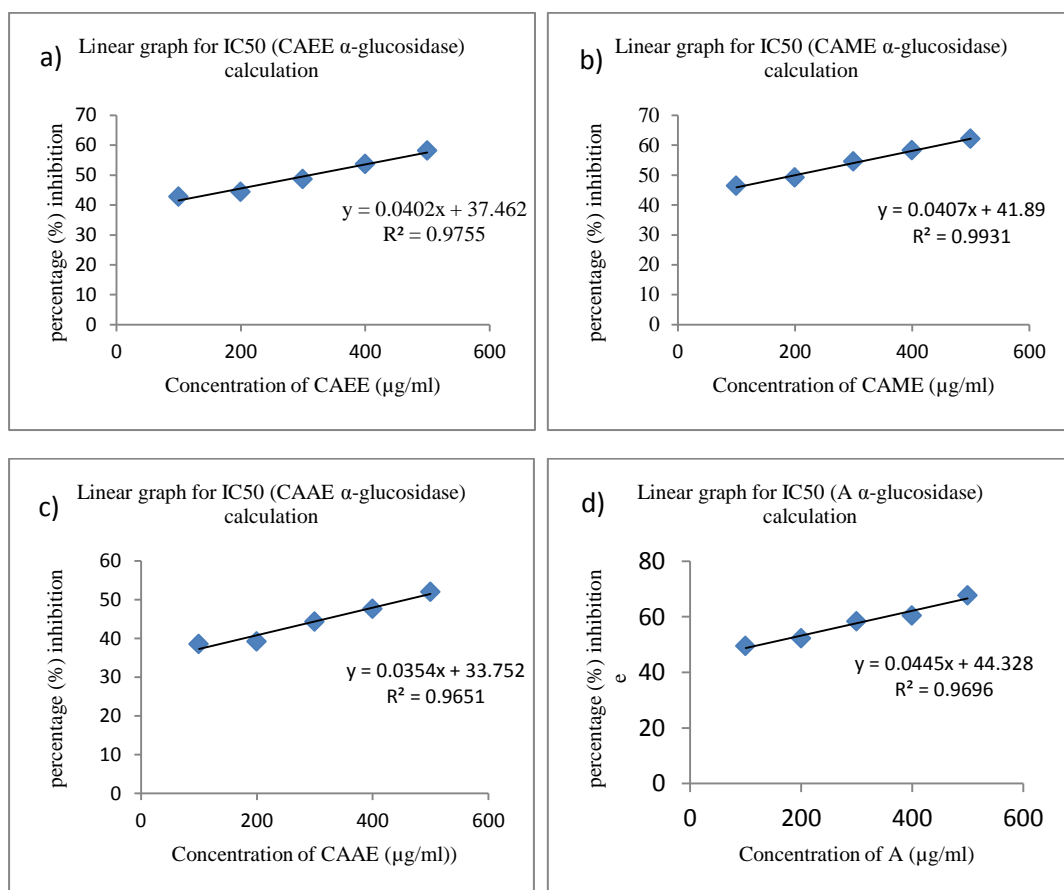 a)
Linear graph for IC50 (CAEE α-glucosidase)
calculation
percentage (%) inhibition
70
60
50
40
30
20
10
0
y = 0.0402x + 37.462
R² = 0.9755
0 200 400 600
Concentration of CAEE (µg/ml)
b)
Linear graph for IC50 (CAME α-glucosidase)
calculation
percentage (%) inhibition
70
60
50
40
30
20
10
0
y = 0.0407x + 41.89
R² = 0.9931
0 200 400 600
Concentration of CAME (µg/ml)
c)
Linear graph for IC50 (CAAE α-glucosidase)
calculation
percentage (%) inhibition
60
50
40
30
20
10
0
y = 0.0354x + 33.752
R² = 0.9651
0 200 400 600
Concentration of CAAE (µg/ml))
d)
Linear graph for IC50 (A α-glucosidase)
calculation
percentage (%) inhibition
e
80
60
40
20
0
y = 0.0445x + 44.328
R² = 0.9696
0 200 400 600
Concentration of A (µg/ml)